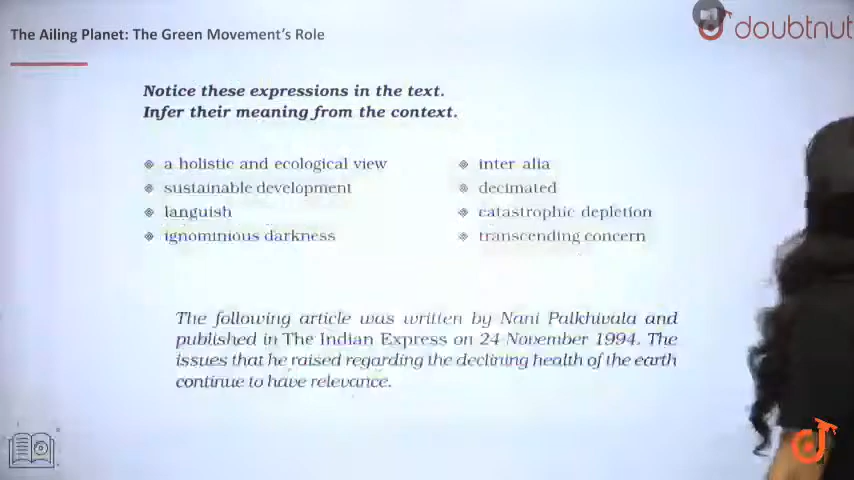 The Ailing Planet: The Green Movement's Role
doubtnut
Notice these expressions in the text.
Infer their meaning from the context.
a holistic and ecological view
inter alia
sustainable development
decimated
languish
catastrophic depletion
ignominious darkness
transcending concern
The following article was written by Nani Palkhivala and
published in The Indian Express on 24 November 1994. The
issues that he raised regarding the declining health of the earth
continue to have relevance.